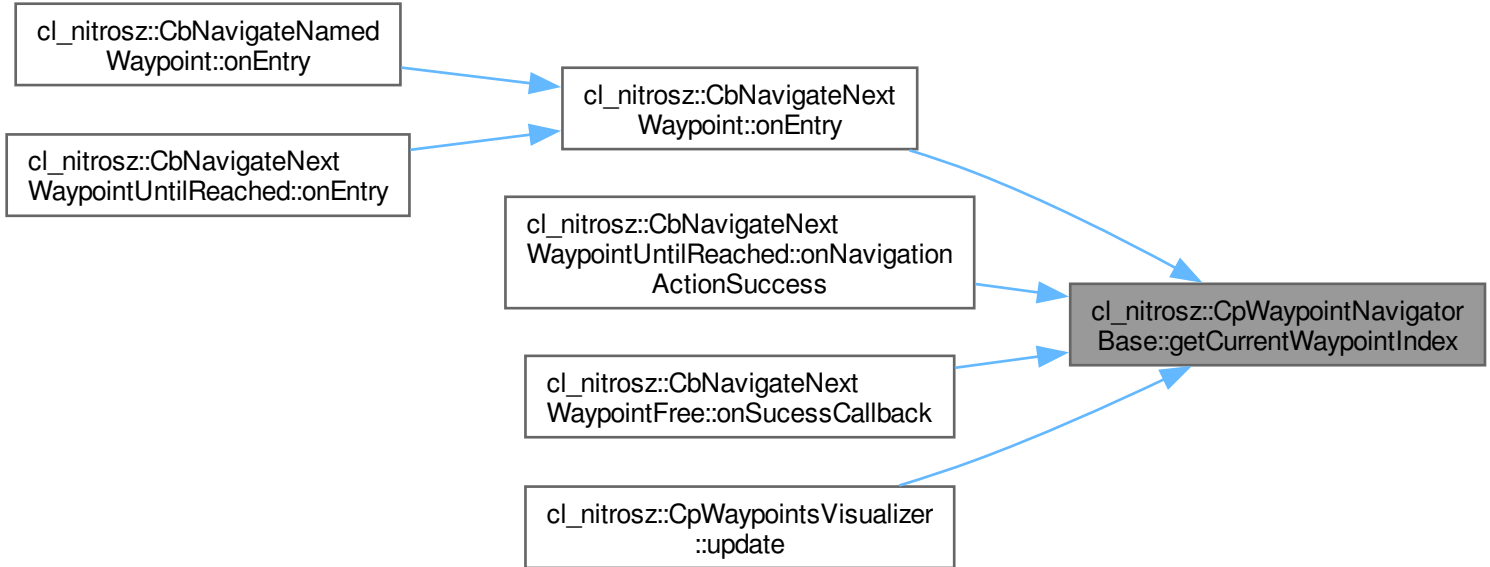 cl_nitrosz::CbNavigateNamed
Waypoint::onEntry
cl_nitrosz::CbNavigateNext
WaypointUntilReached::onEntry
cl_nitrosz::CbNavigateNext
Waypoint::onEntry
cl_nitrosz::CbNavigateNext
WaypointUntilReached::onNavigation
ActionSuccess
cl_nitrosz::CbNavigateNext
WaypointFree::onSucessCallback
cl_nitrosz::CpWaypointsVisualizer
::update
cl_nitrosz::CpWaypointNavigator
Base::getCurrentWaypointIndex